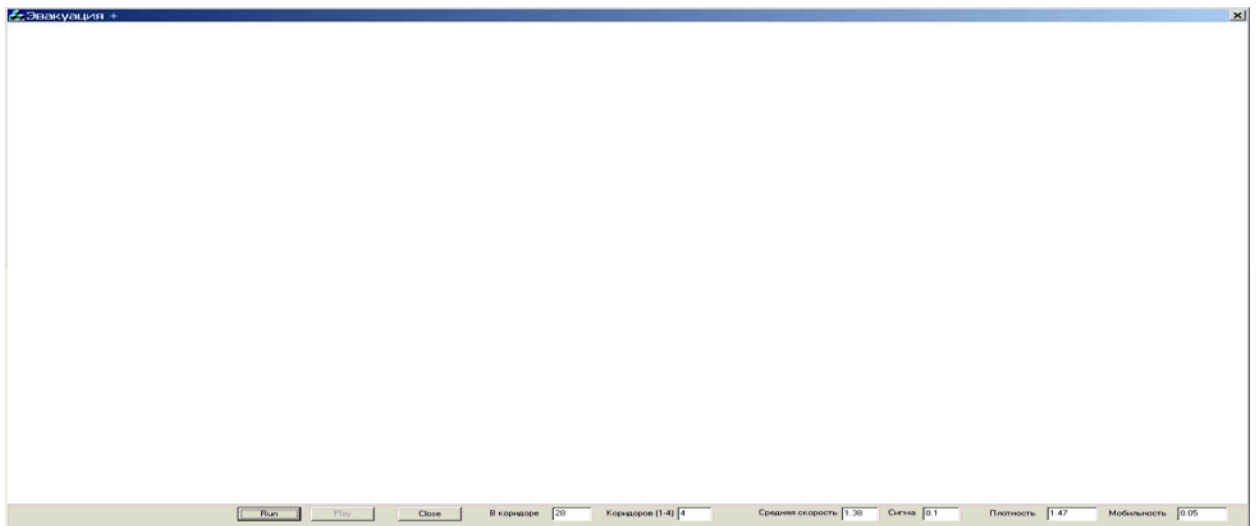 Эвакуация +
Run Play Close В коридоре 28 Коридоров (1-4) 4 Средняя скорость 1.38 Сигма 0.1 Плотность 1.47 Мобильность 0.05